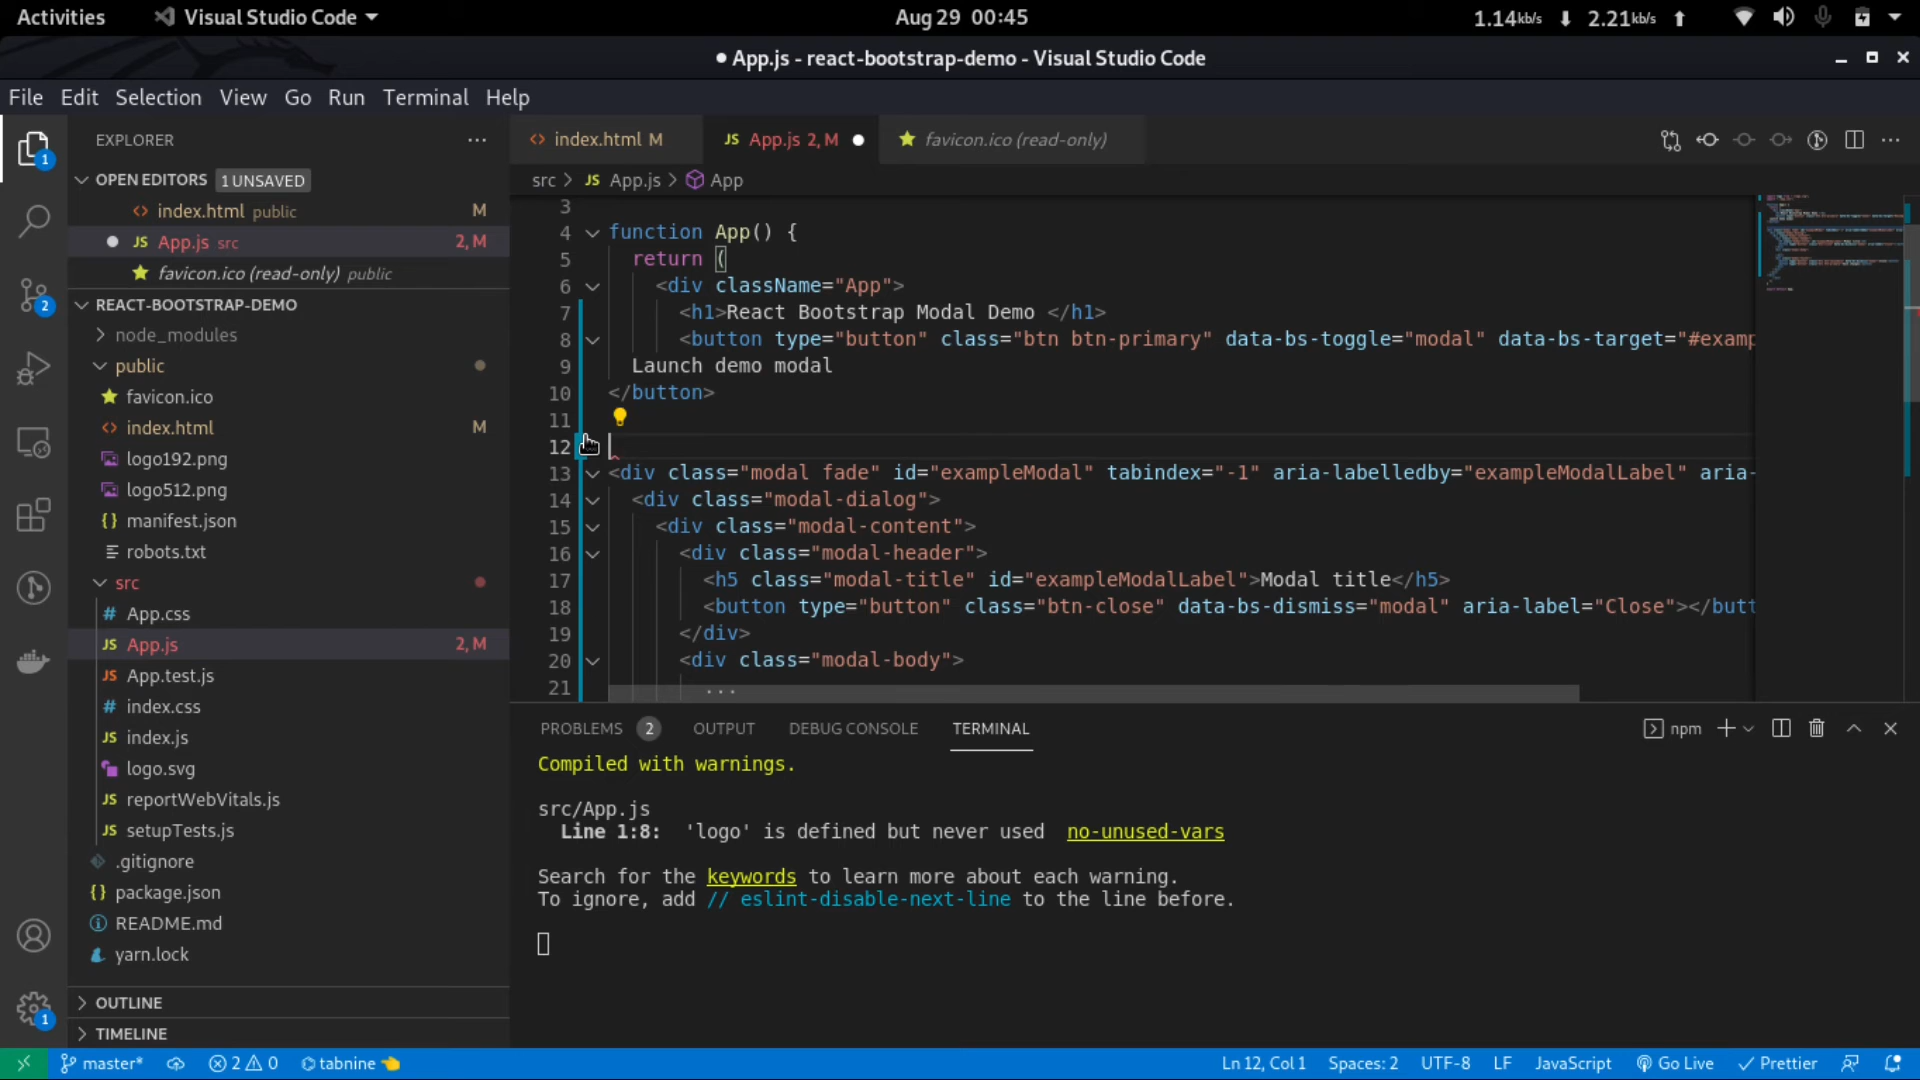 Activities
Visual Studio Code
Aug 29 00:45
1.14kb/s
2.21kb/s
● App.js - react-bootstrap-demo - Visual Studio Code
File Edit Selection View Go Run Terminal Help
EXPLORER
OPEN EDITORS 1 UNSAVED
index.html public M
App.js src 2, M
favicon.ico (read-only) public
REACT-BOOTSTRAP-DEMO
node_modules
public
favicon.ico
index.html M
logo192.png
logo512.png
manifest.json
robots.txt
src
App.css
App.js 2, M
App.test.js
index.css
index.js
logo.svg
reportWebVitals.js
setupTests.js
.gitignore
package.json
README.md
yarn.lock
OUTLINE
TIMELINE
1
2
1
index.html M
App.js 2, M
favicon.ico (read-only)
src > JS App.js > App
3
4 function App() {
5 return (
6 <div className="App">
7 <h1>React Bootstrap Modal Demo </h1>
8 <button type="button" class="btn btn-primary" data-bs-toggle="modal" data-bs-target="#examp
9 Launch demo modal
10 </button>
11
12
13 <div class="modal fade" id="exampleModal" tabindex="-1" aria-labelledby="exampleModalLabel" aria-
14 <div class="modal-dialog">
15 <div class="modal-content">
16 <div class="modal-header">
17 <h5 class="modal-title" id="exampleModalLabel">Modal title</h5>
18 <button type="button" class="btn-close" data-bs-dismiss="modal" aria-label="Close"></butt
19 </div>
20 <div class="modal-body">
21 ...
PROBLEMS 2 OUTPUT DEBUG CONSOLE TERMINAL
npm
Compiled with warnings.
src/App.js
Line 1:8: 'logo' is defined but never used no-unused-vars
Search for the keywords to learn more about each warning.
To ignore, add // eslint-disable-next-line to the line before.
master*
2 0
tabnine
Ln 12, Col 1
Spaces: 2
UTF-8
LF
JavaScript
Go Live
Prettier